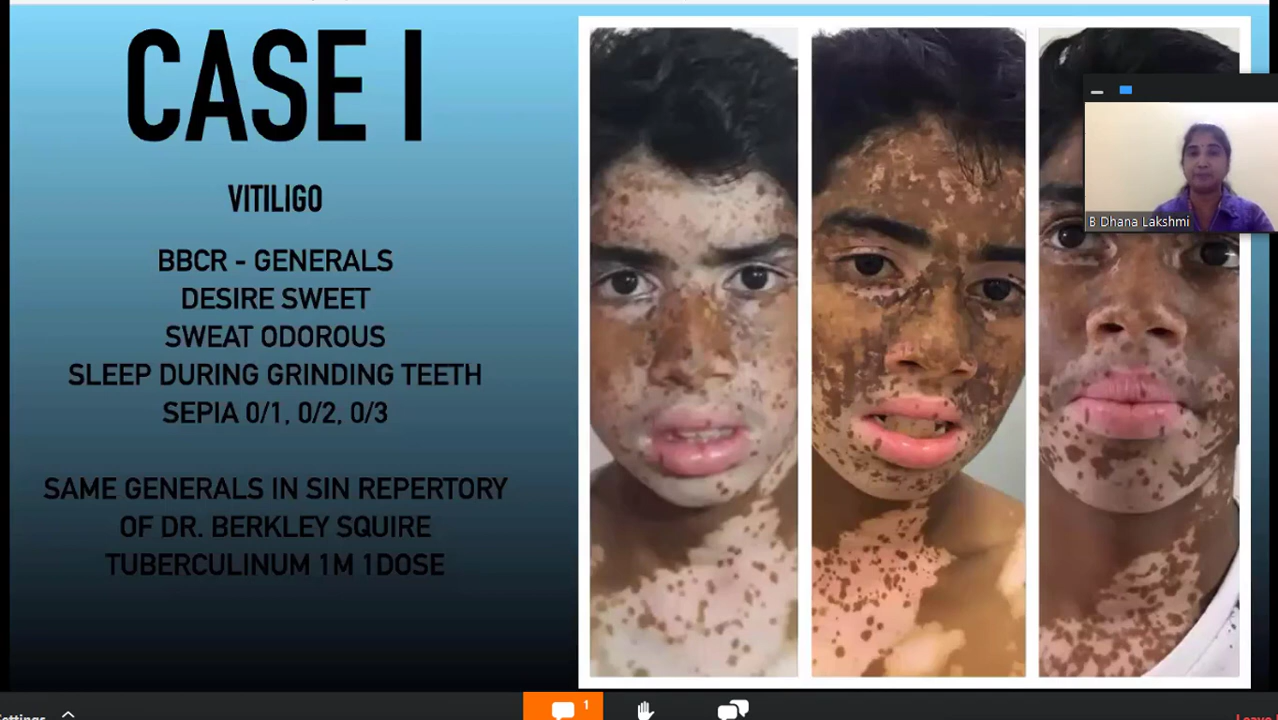 CASE I
VITILIGO
BBCR - GENERALS
DESIRE SWEET
SWEAT ODOROUS
SLEEP DURING GRINDING TEETH
SEPIA 0/1, 0/2, 0/3
SAME GENERALS IN SIN REPERTORY
OF DR. BERKLEY SQUIRE
TUBERCULINUM 1M 1DOSE
B Dhana Lakshmi
1